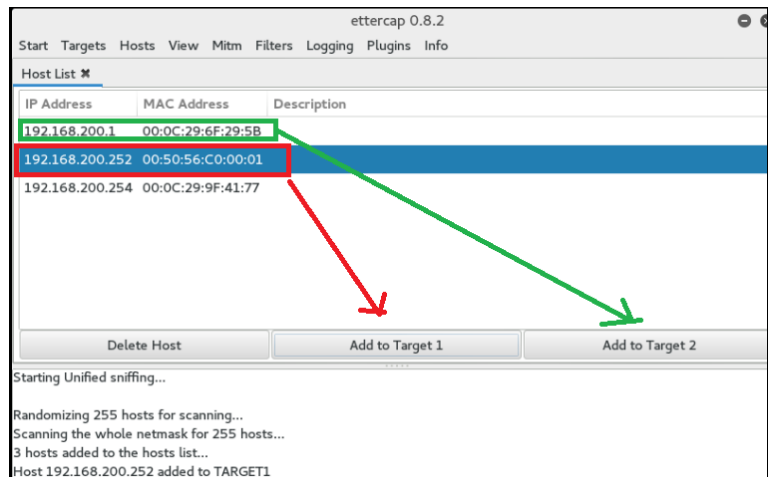 ettercap 0.8.2
Start Targets Hosts View Mitm Filters Logging Plugins Info
Host List ✖
IP Address MAC Address Description
192.168.200.1 00:0C:29:6F:29:5B
192.168.200.252 00:50:56:C0:00:01
192.168.200.254 00:0C:29:9F:41:77
Delete Host Add to Target 1 Add to Target 2
Starting Unified sniffing...
Randomizing 255 hosts for scanning...
Scanning the whole netmask for 255 hosts...
3 hosts added to the hosts list...
Host 192.168.200.252 added to TARGET1